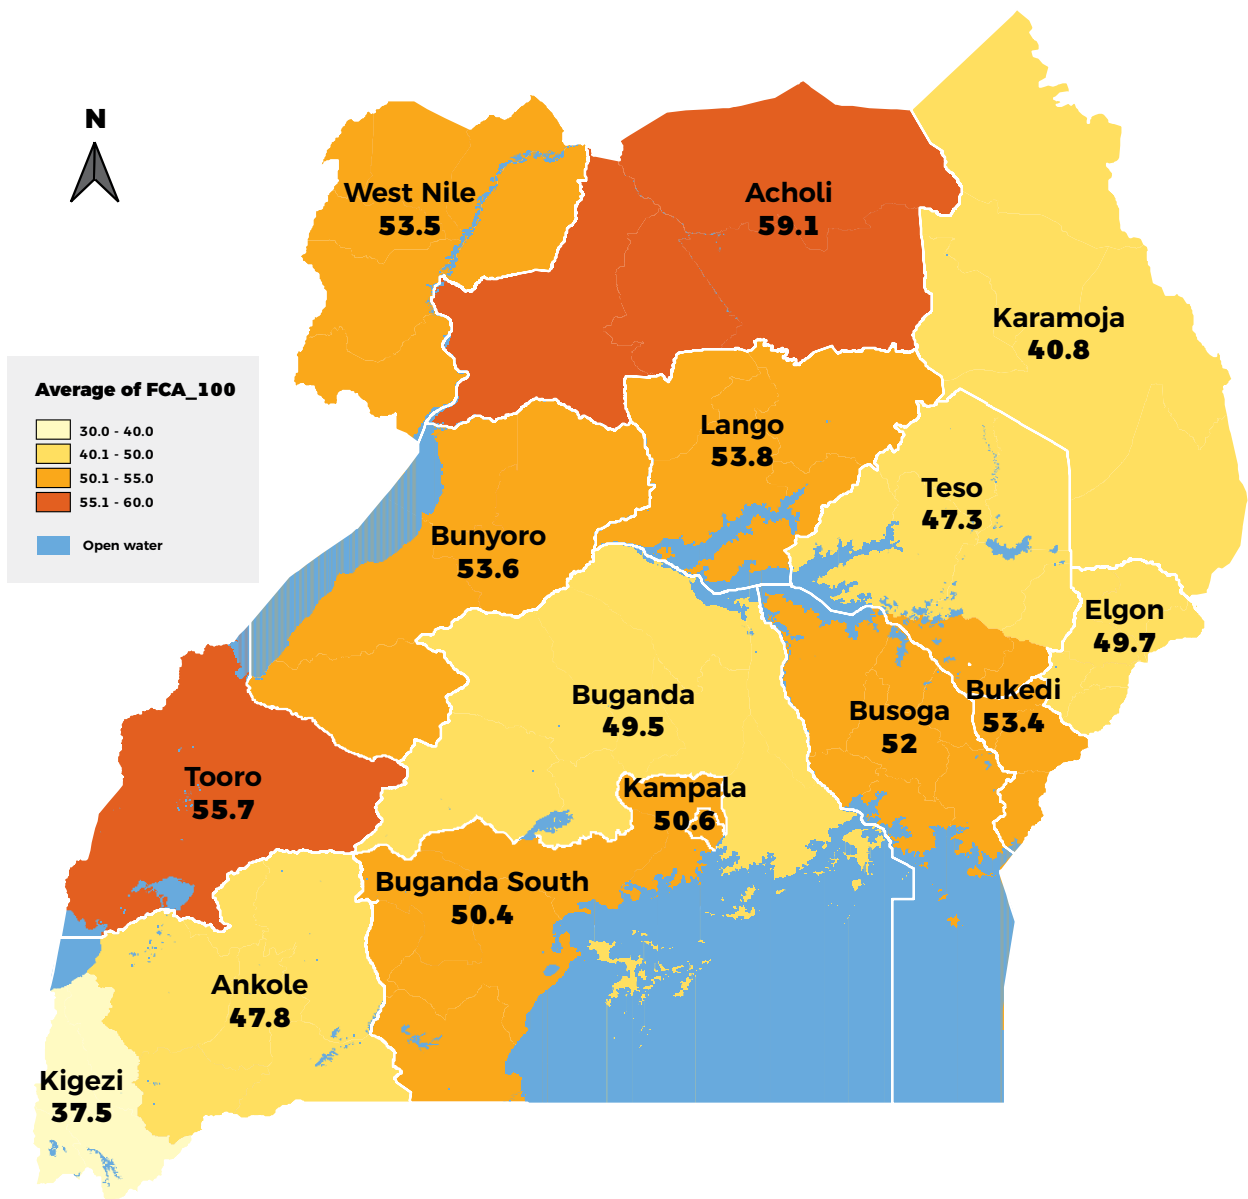 N
West Nile
53.5
Acholi
59.1
Karamoja
40.8
Average of FCA_100
30.0 - 40.0
40.1 - 50.0
50.1 - 55.0
55.1 - 60.0
Open water
Lango
53.8
Teso
47.3
Bunyoro
53.6
Elgon
49.7
Buganda
49.5
Bukedi
53.4
Busoga
52
Tooro
55.7
Kampala
50.6
Buganda South
50.4
Ankole
47.8
Kigezi
37.5